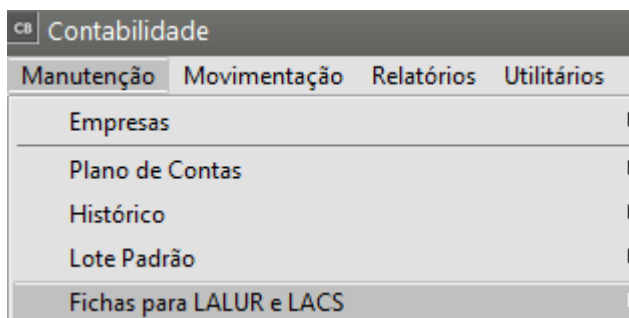 CB Contabilidade
Manutenção Movimentação Relatórios Utilitários
Empresas
Plano de Contas
Histórico
Lote Padrão
Fichas para LALUR e LACS